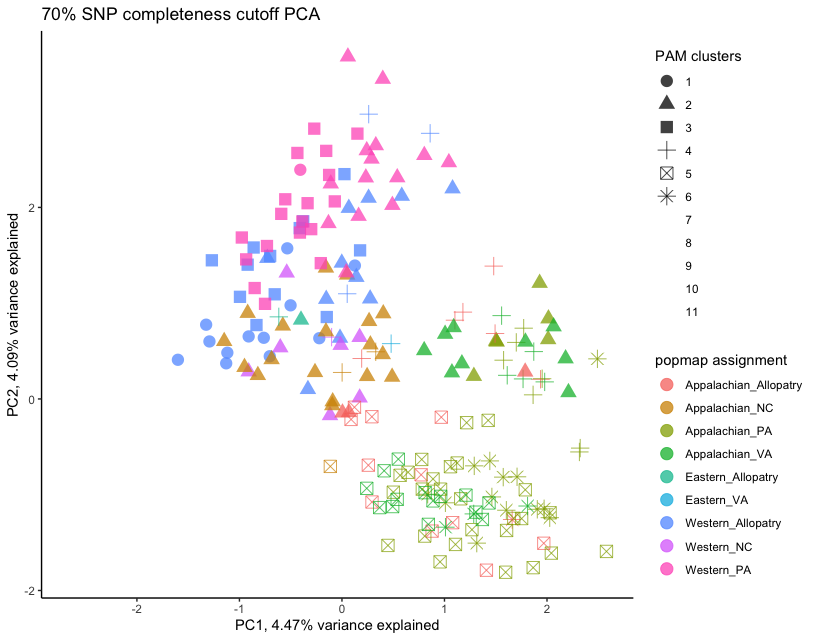 70% SNP completeness cutoff PCA
PC2, 4.09% variance explained
2
0
-2
-2
-1
0
1
2
PC1, 4.47% variance explained
PAM clusters
1
2
3
4
5
6
7
8
9
10
11
popmap assignment
Appalachian_Allopatry
Appalachian_NC
Appalachian_PA
Appalachian_VA
Eastern_Allopatry
Eastern_VA
Western_Allopatry
Western_NC
Western_PA